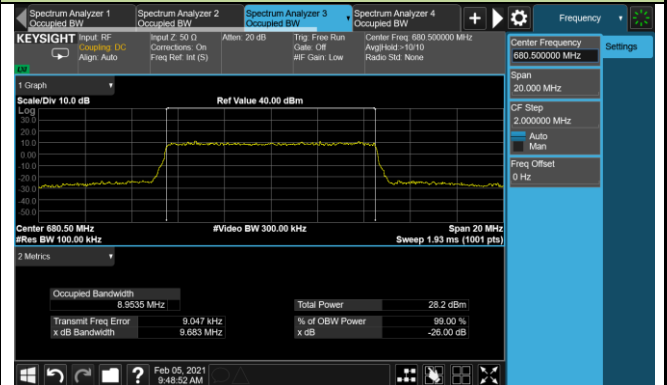 Spectrum Analyzer 1
Occupied BW
Spectrum Analyzer 2
Occupied BW
Spectrum Analyzer 3
Occupied BW
Spectrum Analyzer 4
Occupied BW
+
Frequency
KEYSIGHT
Input: RF
Coupling: DC
Align: Auto
Input Z: 50 Ω
Corrections: On
Freq Ref: Int (S)
Atten: 20 dB
Trig: Free Run
Gate: Off
#IF Gain: Low
Center Freq: 680.500000 MHz
Avg|Hold:>10/10
Radio Std: None
Center Frequency
680.500000 MHz
Settings
Span
20.000 MHz
CF Step
2.000000 MHz
Auto
Man
Freq Offset
0 Hz
1 Graph
Scale/Div 10.0 dB
Ref Value 40.00 dBm
Log
30.0
20.0
10.0
0.00
-10.0
-20.0
-30.0
-40.0
-50.0
Center 680.50 MHz
#Video BW 300.00 kHz
Span 20 MHz
#Res BW 100.00 kHz
Sweep 1.93 ms (1001 pts)
2 Metrics
Occupied Bandwidth
8.9535 MHz
Total Power
28.2 dBm
Transmit Freq Error
9.047 kHz
% of OBW Power
99.00 %
x dB Bandwidth
9.683 MHz
x dB
-26.00 dB
?
Feb 05, 2021
9:48:52 AM